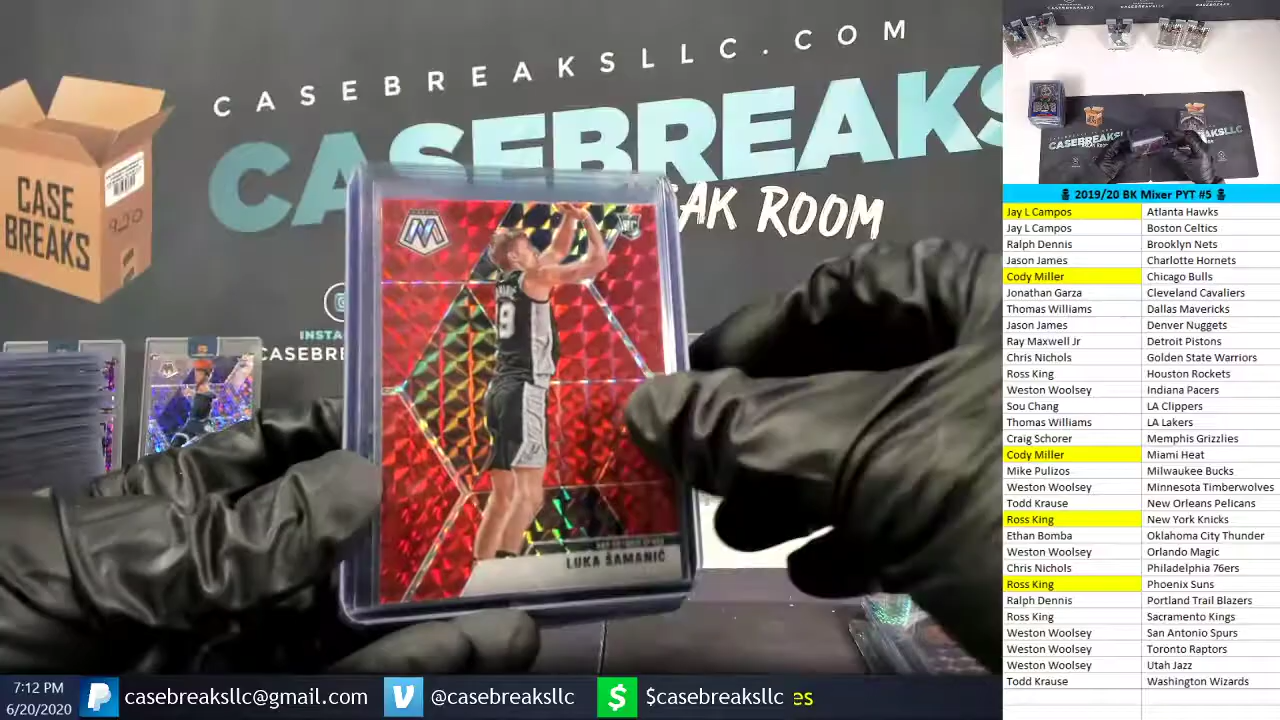 CASEBREAKSLLC.COM
CASEBREAKS
AK ROOM
CASE
BREAKS
920
INSTA
CASEBRE
MOSAIC
RC
19
LUKA ŠAMANIĆ
CASEBREAKSLLC
2019/20 BK Mixer PYT #5
Jay L Campos Atlanta Hawks
Jay L Campos Boston Celtics
Ralph Dennis Brooklyn Nets
Jason James Charlotte Hornets
Cody Miller Chicago Bulls
Jonathan Garza Cleveland Cavaliers
Thomas Williams Dallas Mavericks
Jason James Denver Nuggets
Ray Maxwell Jr Detroit Pistons
Chris Nichols Golden State Warriors
Ross King Houston Rockets
Weston Woolsey Indiana Pacers
Sou Chang LA Clippers
Thomas Williams LA Lakers
Craig Schorer Memphis Grizzlies
Cody Miller Miami Heat
Mike Pulizos Milwaukee Bucks
Weston Woolsey Minnesota Timberwolves
Todd Krause New Orleans Pelicans
Ross King New York Knicks
Ethan Bomba Oklahoma City Thunder
Weston Woolsey Orlando Magic
Chris Nichols Philadelphia 76ers
Ross King Phoenix Suns
Ralph Dennis Portland Trail Blazers
Ross King Sacramento Kings
Weston Woolsey San Antonio Spurs
Weston Woolsey Toronto Raptors
Weston Woolsey Utah Jazz
Todd Krause Washington Wizards
7:12 PM
6/20/2020
casebreaksllc@gmail.com
@casebreaksllc
$casebreaksllc es